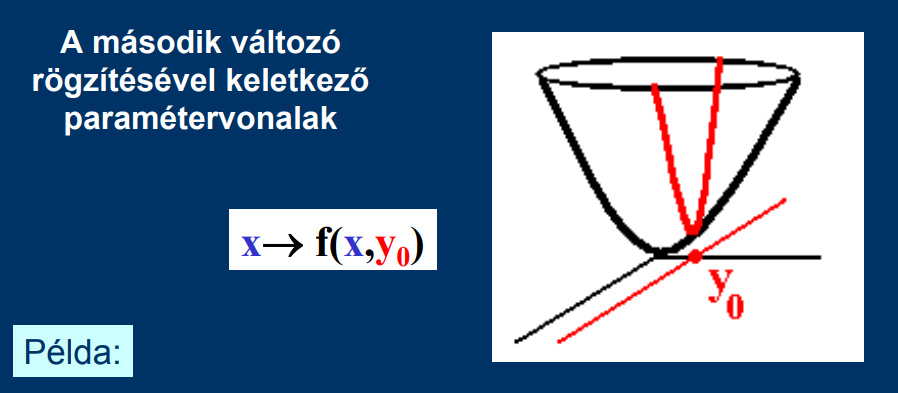 A második változó
rögzítésével keletkező
paramétervonalak
x→ f(x,y₀)
y₀
Példa: